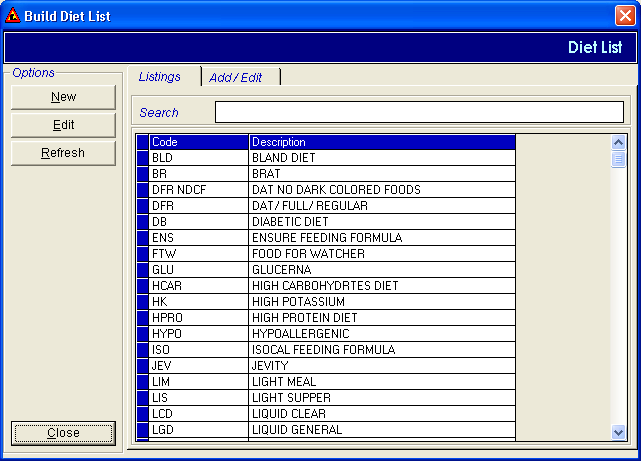 Build Diet List
Diet List
Options
New
Edit
Refresh
Close
Listings
Add / Edit
Search
Code Description
BLD BLAND DIET
BR BRAT
DFR NDCF DAT NO DARK COLORED FOODS
DFR DAT/ FULL/ REGULAR
DB DIABETIC DIET
ENS ENSURE FEEDING FORMULA
FTW FOOD FOR WATCHER
GLU GLUCERNA
HCAR HIGH CARBOHYDRTES DIET
HK HIGH POTASSIUM
HPRO HIGH PROTEIN DIET
HYPO HYPOALLERGENIC
ISO ISOCAL FEEDING FORMULA
JEV JEVITY
LIM LIGHT MEAL
LIS LIGHT SUPPER
LCD LIQUID CLEAR
LGD LIQUID GENERAL